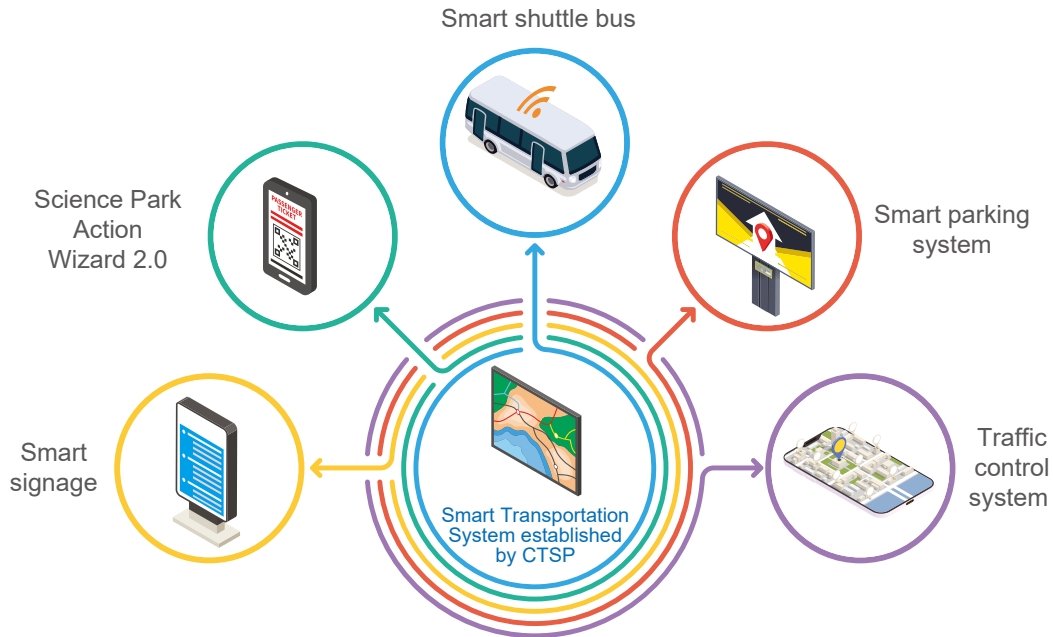 Smart shuttle bus
Science Park
Action
Wizard 2.0
PASSENGER
TICKET
Smart parking
system
Smart
signage
Traffic
control
system
Smart Transportation
System established
by CTSP